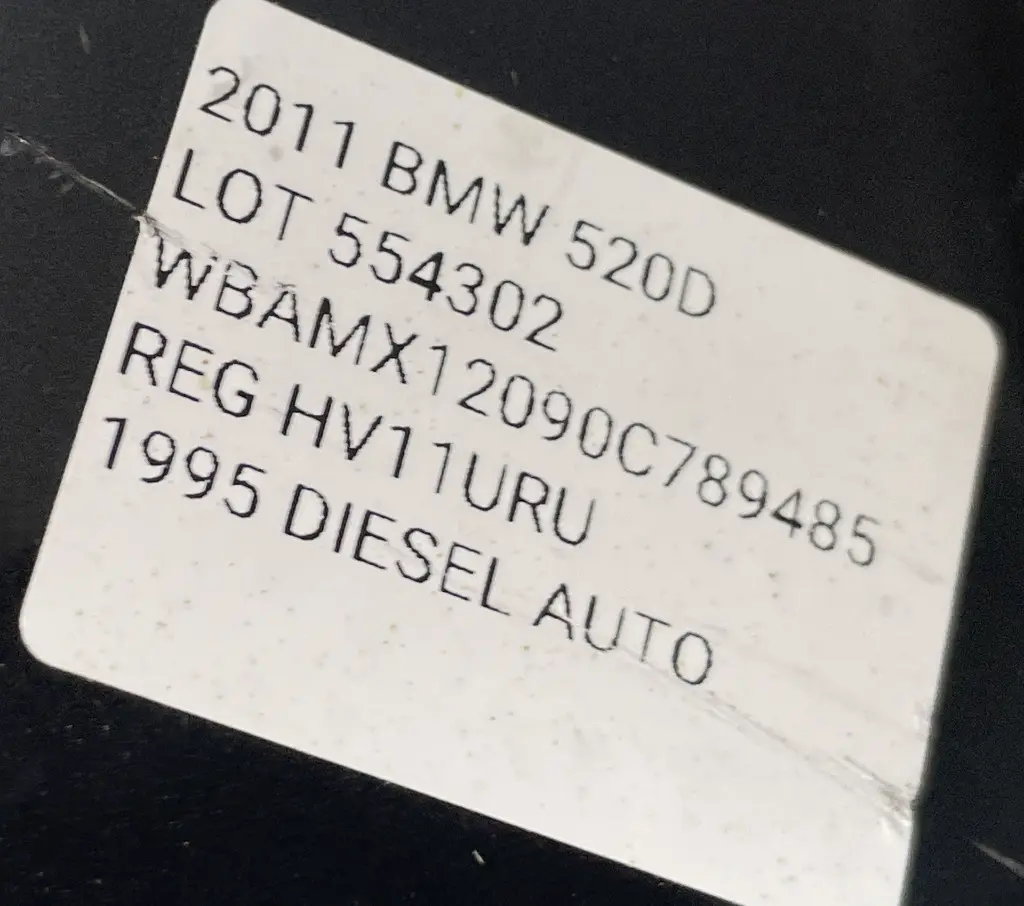 2011 BMW 520D
LOT 554302
WBAMX12090C789485
REG HV11URU
1995 DIESEL AUTO